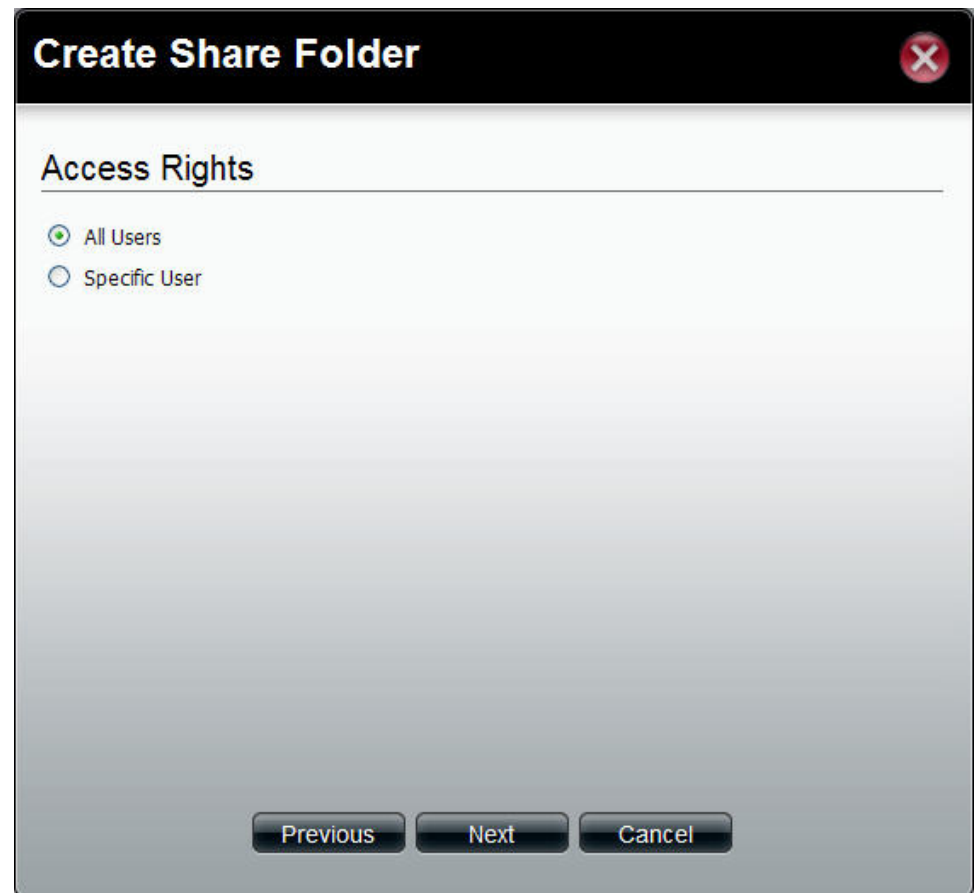 Create Share Folder
Access Rights
All Users
Specific User
Previous Next Cancel